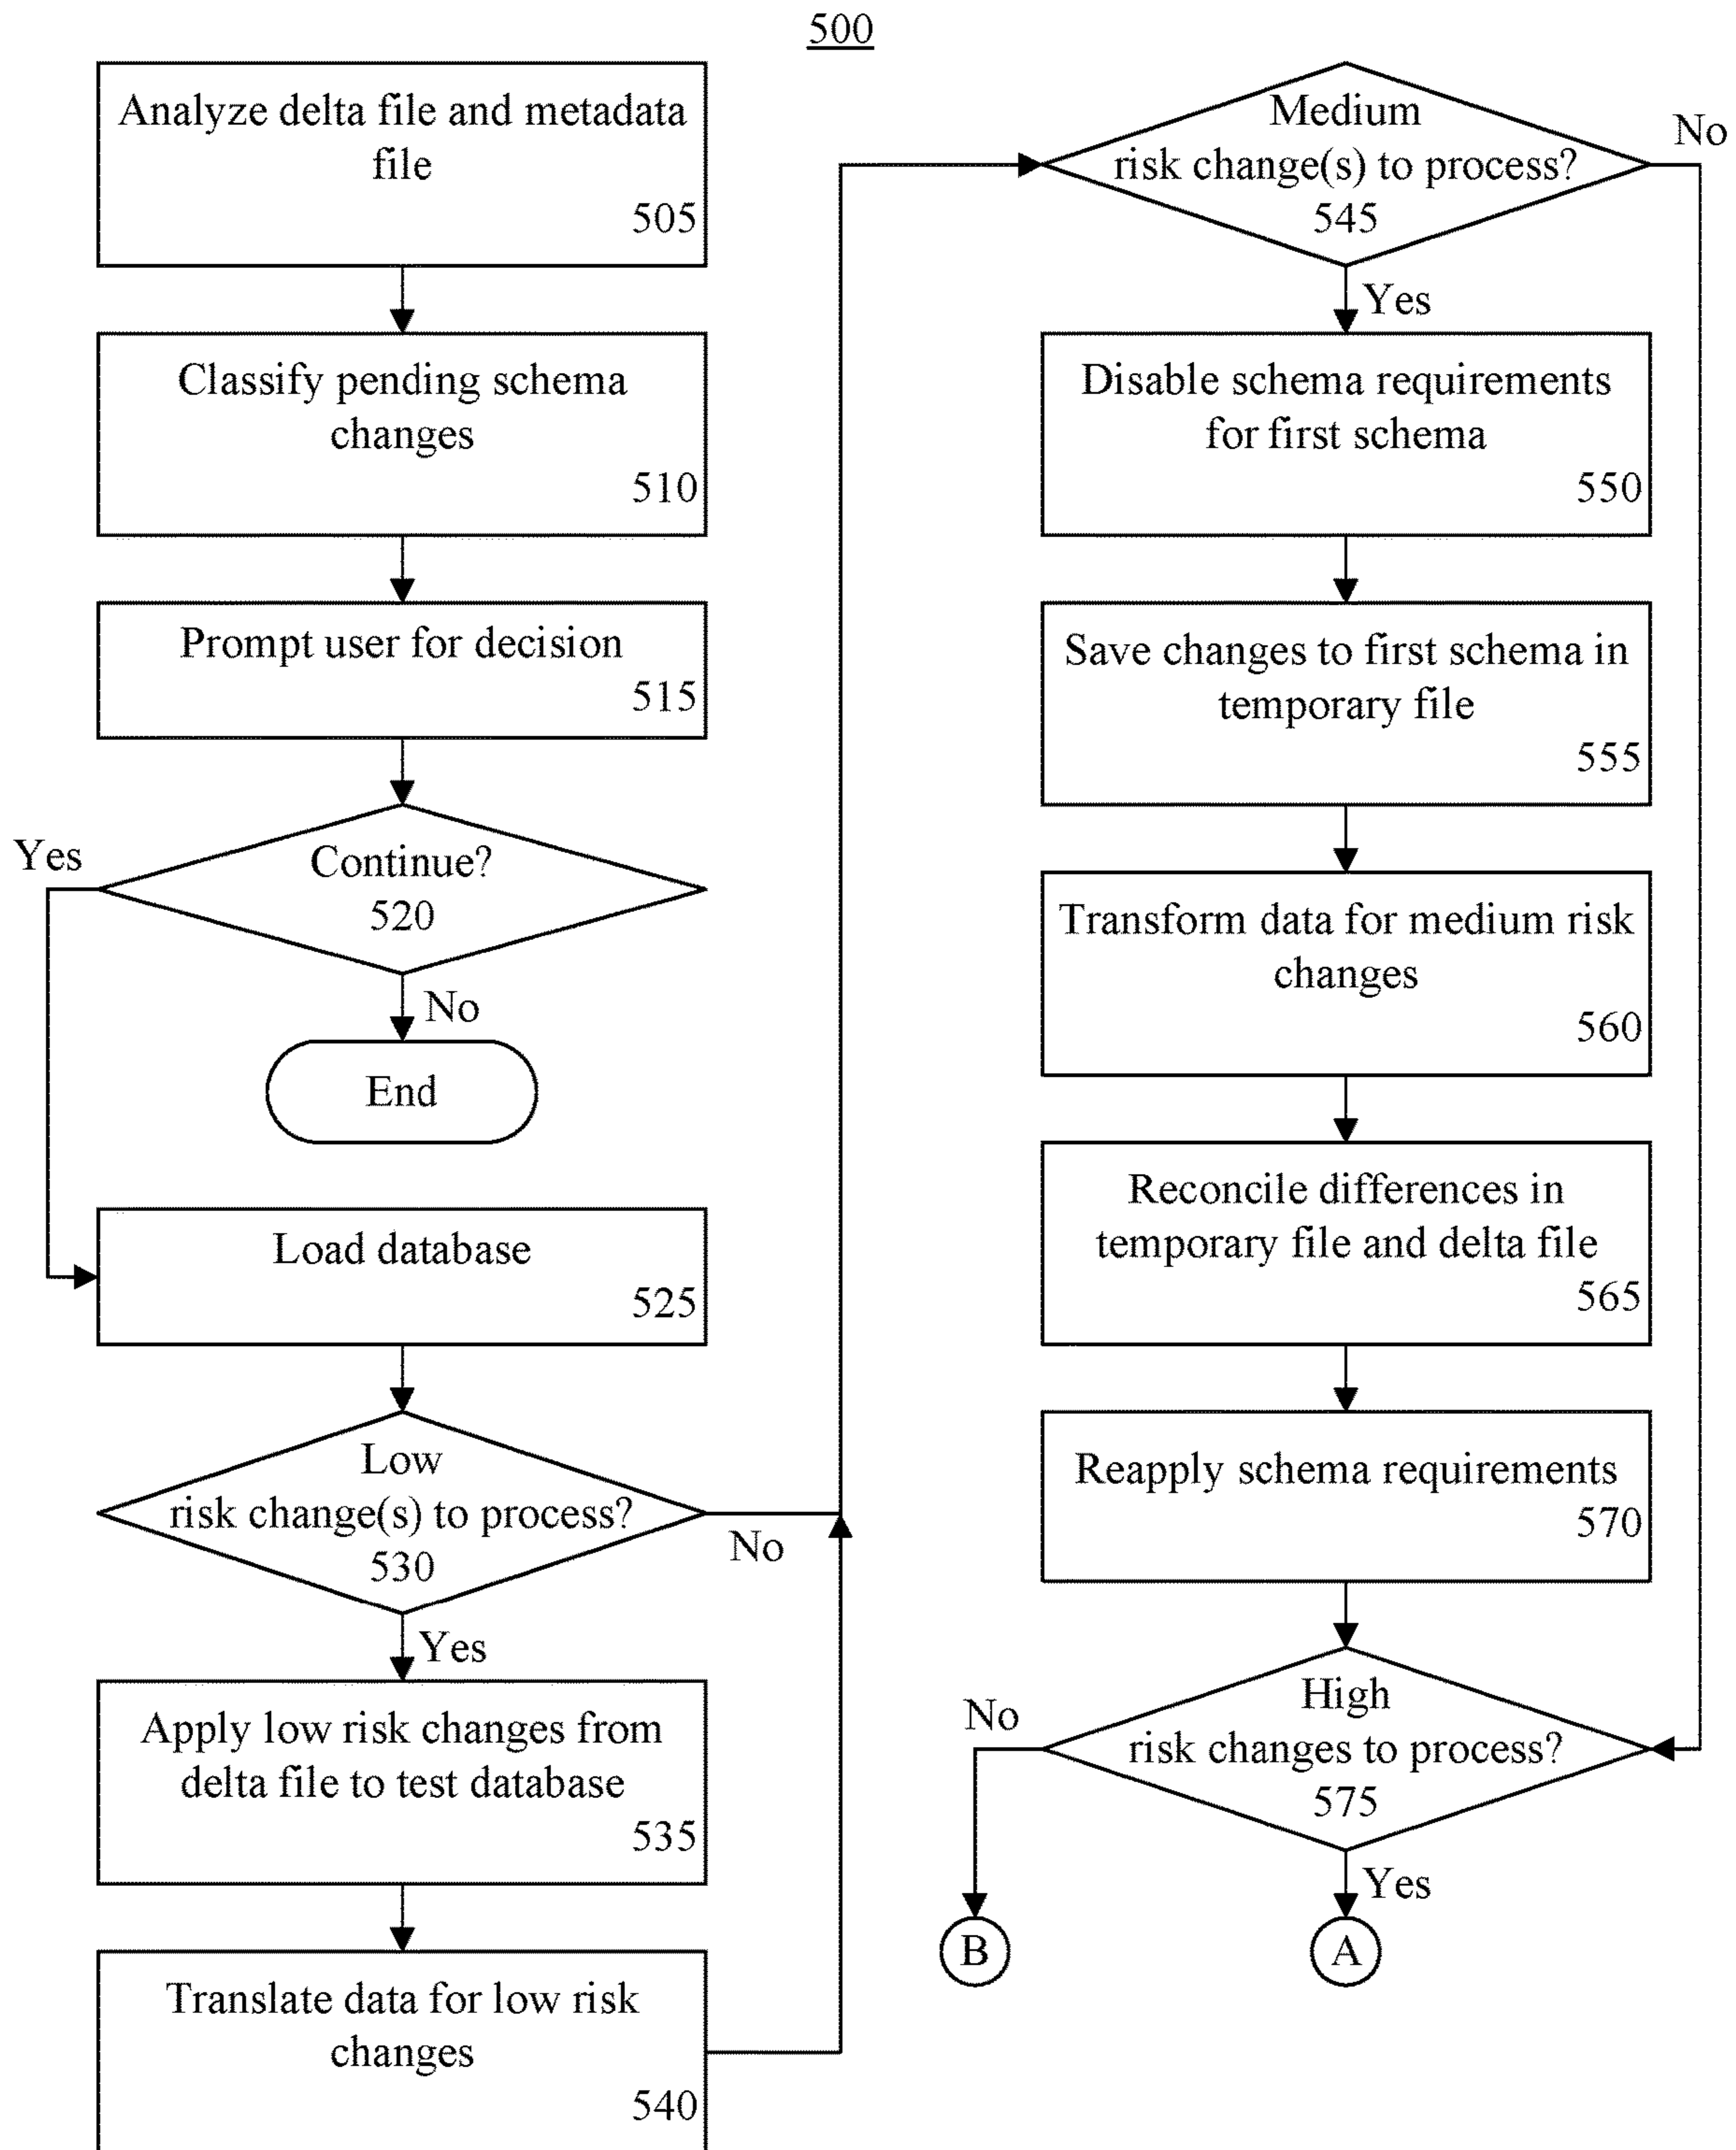 500
Analyze delta file and metadata
file
505
Classify pending schema
changes
510
Prompt user for decision
515
Continue?
520
Yes
No
End
Load database
525
Low
risk change(s) to process?
530
No
Yes
Apply low risk changes from
delta file to test database
535
Translate data for low risk
changes
540
Medium
risk change(s) to process?
545
No
Yes
Disable schema requirements
for first schema
550
Save changes to first schema in
temporary file
555
Transform data for medium risk
changes
560
Reconcile differences in
temporary file and delta file
565
Reapply schema requirements
570
High
risk changes to process?
575
No
Yes
B
A